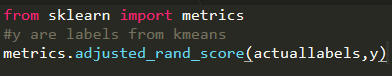 from sklearn import metrics
#y are labels from kmeans
metrics.adjusted_rand_score(actuallabels,y)